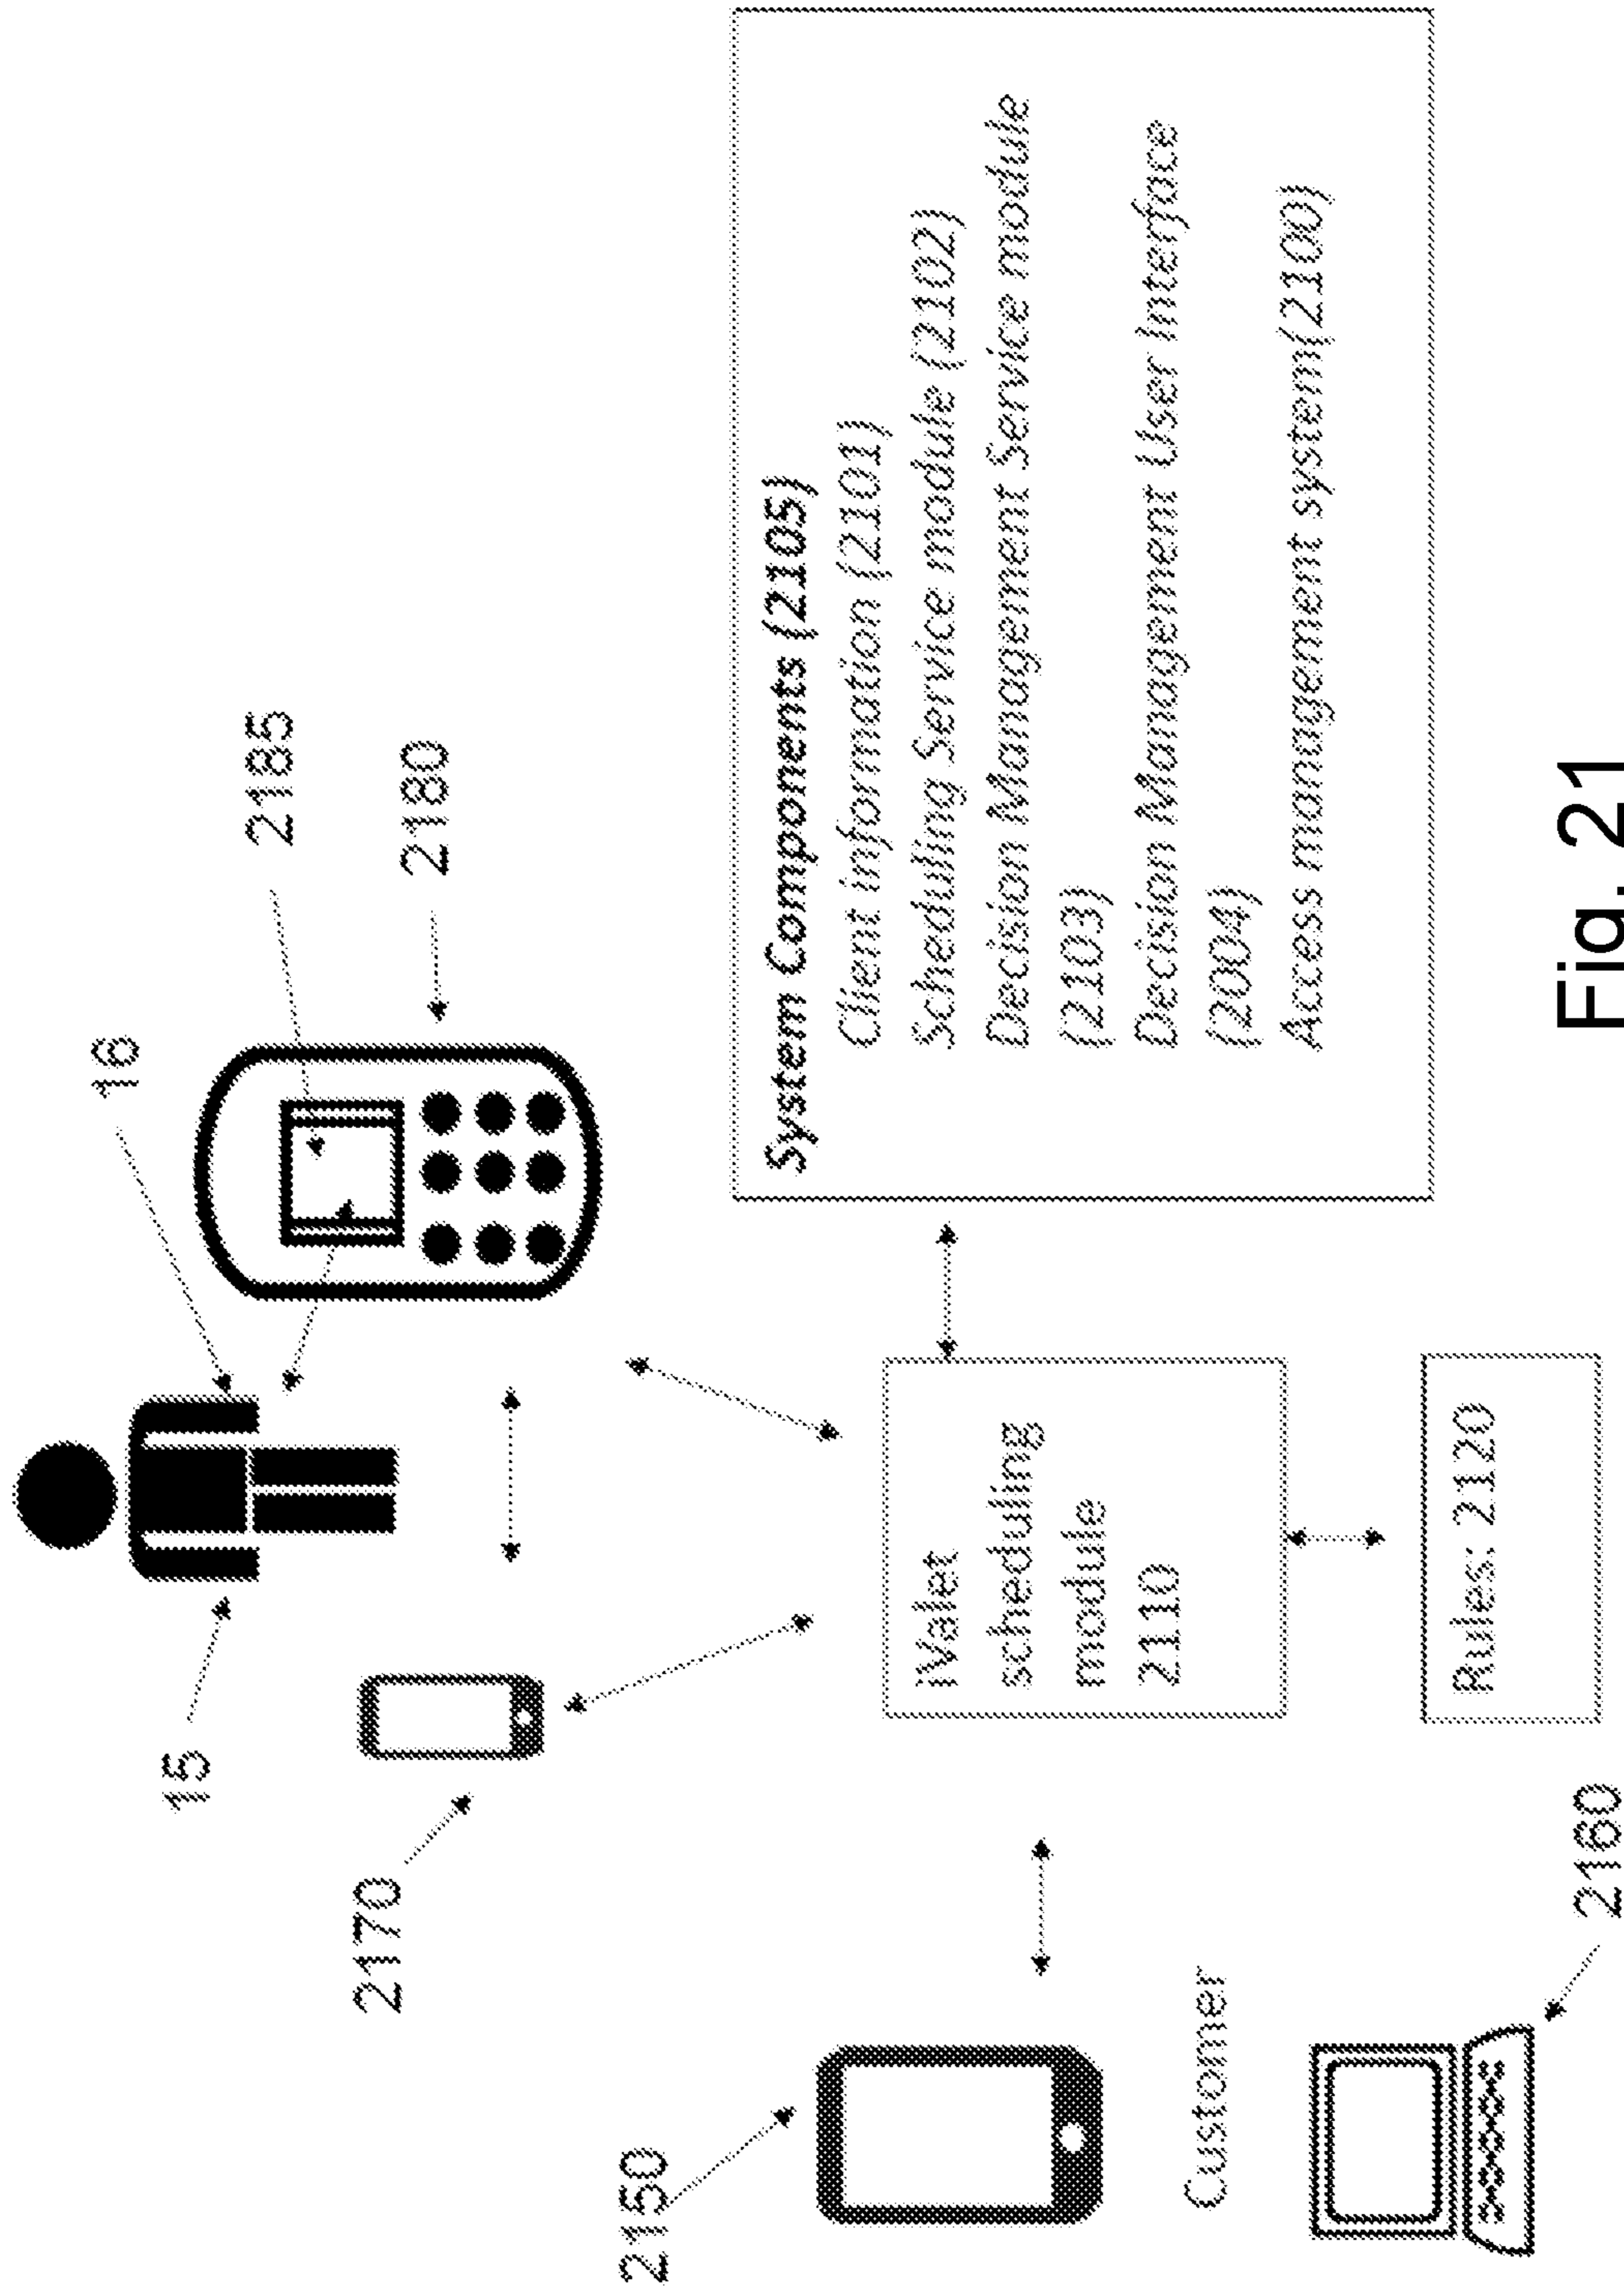 16
2185
15
2180
2170
2150
System Components (2105)
Client information (2101)
Scheduling Service module (2102)
Decision Management Service module
(2103)
Decision Management User Interface
(2004)
Access management system(2100)
iValet
scheduling
module
2110
Customer
Rules: 2120
2160
Fig. 21